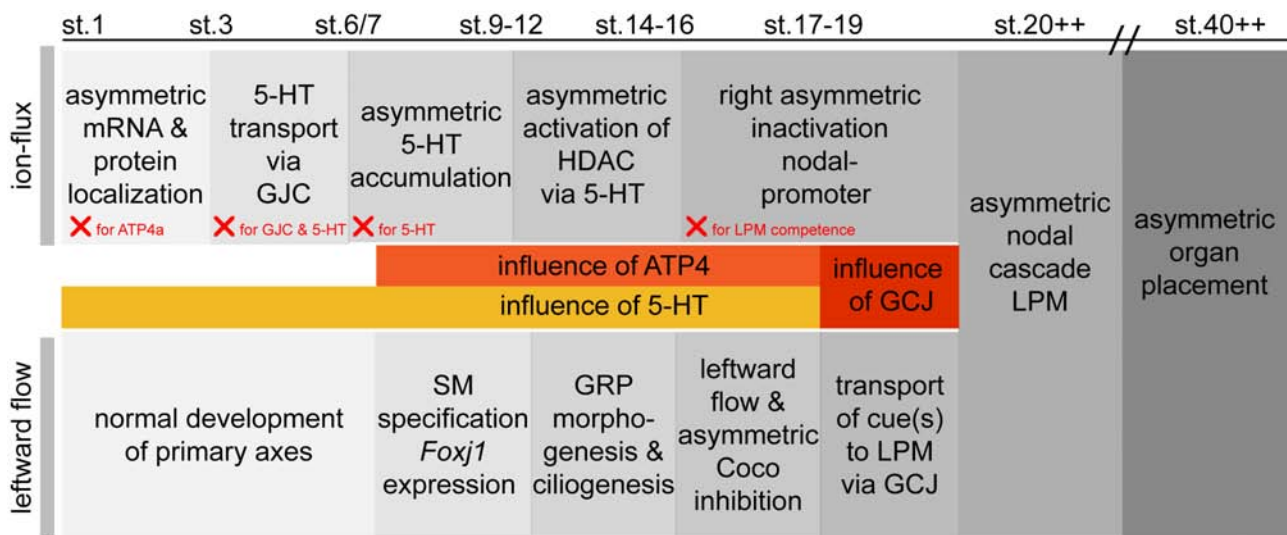 st.1 st.3 st.6/7 st.9-12 st.14-16 st.17-19 st.20++ // st.40++
ion-flux
asymmetric
mRNA &
protein
localization
✕ for ATP4a
5-HT
transport
via
GJC
✕ for GJC & 5-HT
asymmetric
5-HT
accumulation
✕ for 5-HT
asymmetric
activation of
HDAC
via 5-HT
right asymmetric
inactivation
nodal-
promoter
✕ for LPM competence
influence of ATP4
influence of 5-HT
influence
of GCJ
leftward flow
normal development
of primary axes
SM
specification
Foxj1
expression
GRP
morpho-
genesis &
ciliogenesis
leftward
flow &
asymmetric
Coco
inhibition
transport
of cue(s)
to LPM
via GCJ
asymmetric
nodal
cascade
LPM
asymmetric
organ
placement